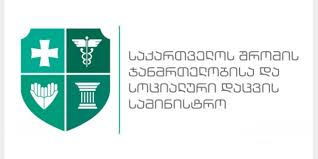 საქართველოს შრომის
ჯანმრთელობისა და
სოციალური დაცვის
სამინისტრო